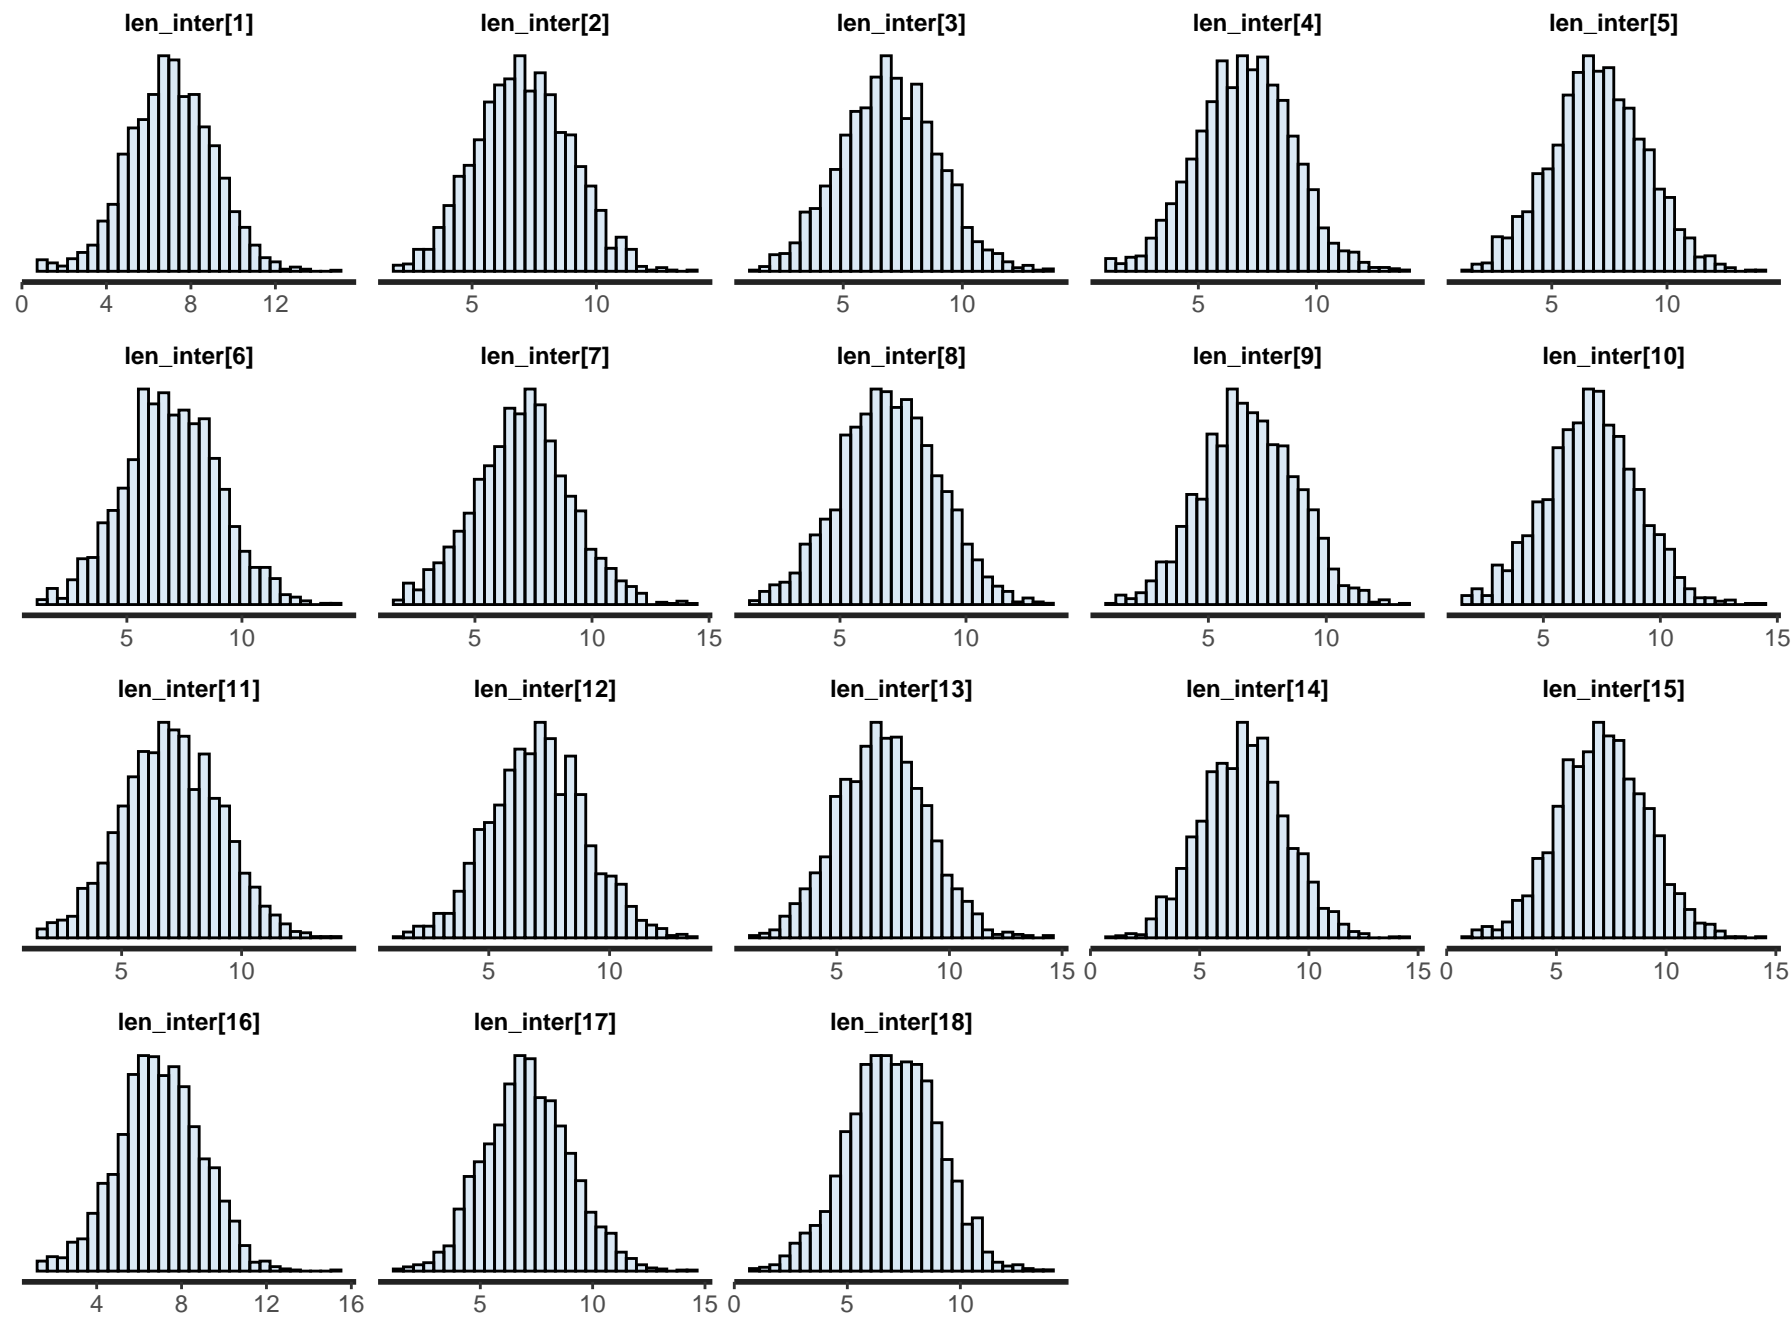 len_inter[1] len_inter[2] len_inter[3] len_inter[4] len_inter[5]
0 4 8 12 5 10 5 10 5 10 5 10
len_inter[6] len_inter[7] len_inter[8] len_inter[9] len_inter[10]
5 10 5 10 15 5 10 5 10 5 10 15
len_inter[11] len_inter[12] len_inter[13] len_inter[14] len_inter[15]
5 10 5 10 5 10 15 0 5 10 15 0 5 10 15
len_inter[16] len_inter[17] len_inter[18]
4 8 12 16 5 10 15 0 5 10